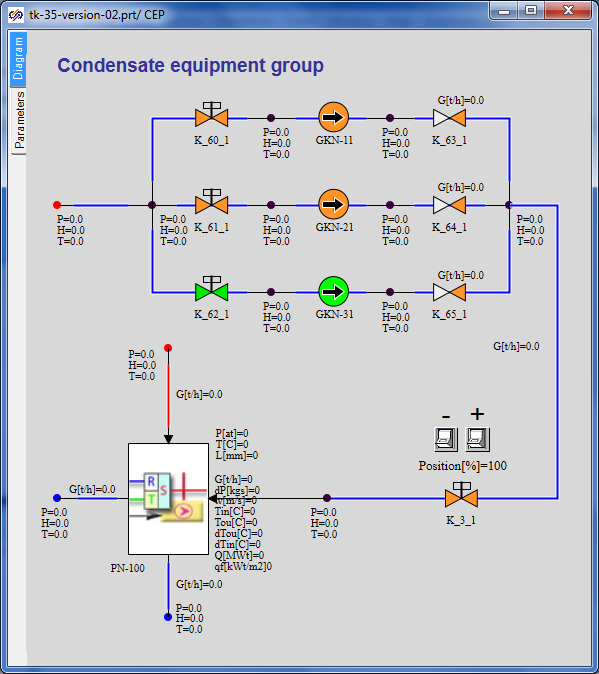 tk-35-version-02.prt/ CEP
Diagram
Parameters
Condensate equipment group
G[t/h]=0.0
K_60_1
P=0.0
H=0.0
T=0.0
GKN-11
P=0.0
H=0.0
T=0.0
K_63_1
G[t/h]=0.0
P=0.0
H=0.0
T=0.0
P=0.0
H=0.0
T=0.0
K_61_1
P=0.0
H=0.0
T=0.0
GKN-21
P=0.0
H=0.0
T=0.0
K_64_1
P=0.0
H=0.0
T=0.0
G[t/h]=0.0
K_62_1
P=0.0
H=0.0
T=0.0
GKN-31
P=0.0
H=0.0
T=0.0
K_65_1
G[t/h]=0.0
P=0.0
H=0.0
T=0.0
G[t/h]=0.0
- +
Position[%]=100
K_3_1
P[at]=0
T[C]=0
L[mm]=0
G[t/h]=0
dP[kgs]=0
w[m/s]=0
Tin[C]=0
Tou[C]=0
dTou[C]=0
dTin[C]=0
Q[MWt]=0
qf[kWt/m2]0
R
S
T
G[t/h]=0.0
P=0.0
H=0.0
T=0.0
P=0.0
H=0.0
T=0.0
PN-100
G[t/h]=0.0
P=0.0
H=0.0
T=0.0